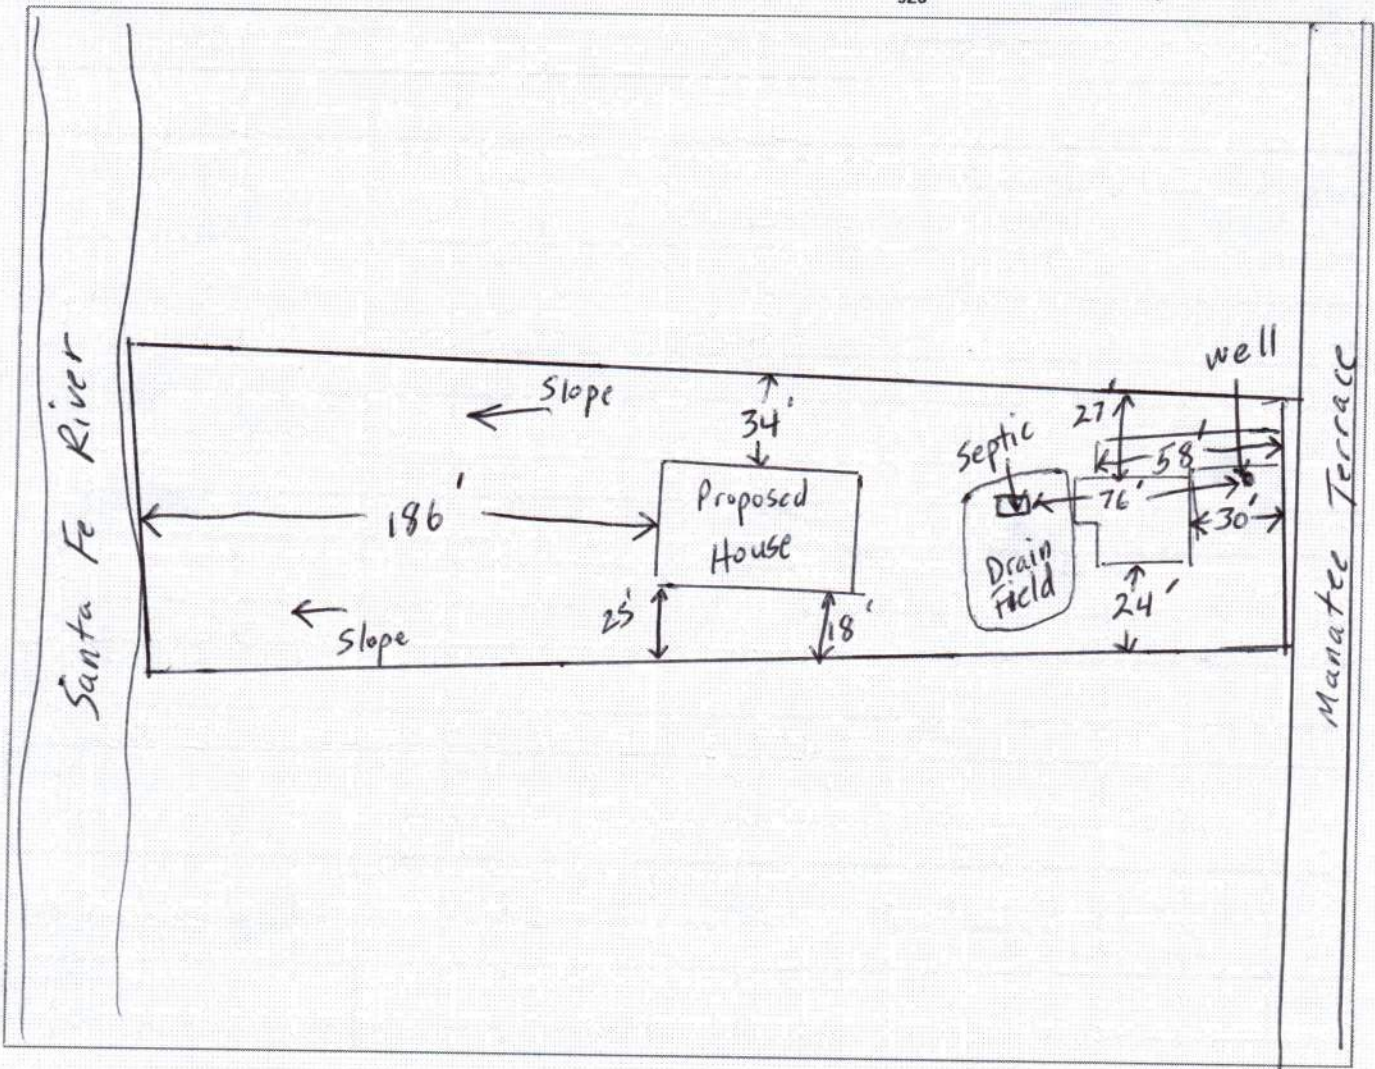 Santa Fe River
Slope
186'
Slope
34'
Proposed
House
25'
18'
Septic
Drain
Field
27'
58'
76'
30'
24'
well
Manatee Terrace